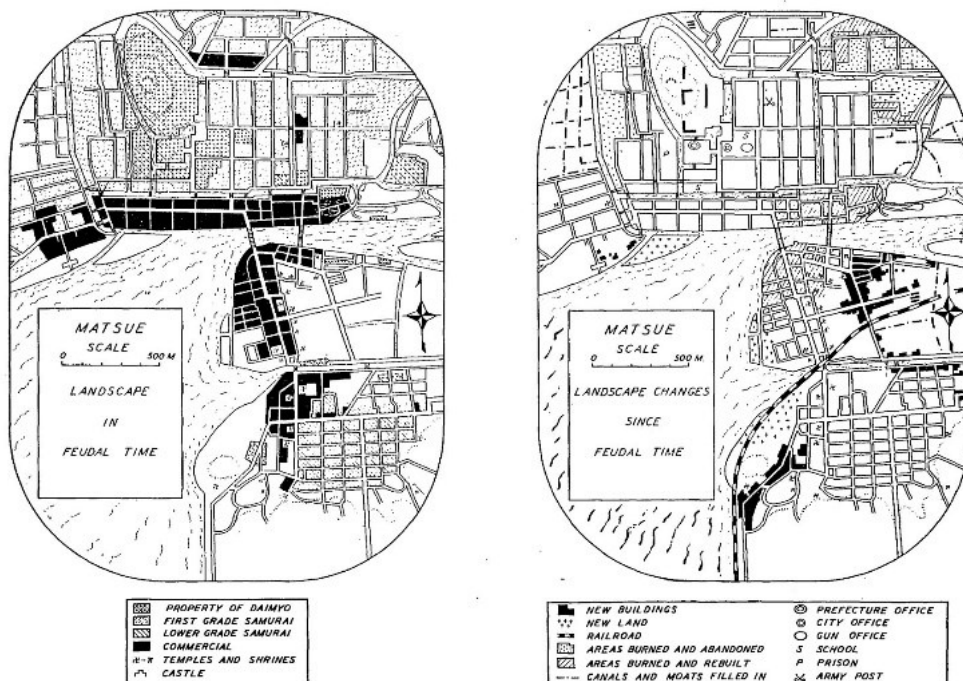 MATSUE
SCALE
0 500 M.
LANDSCAPE
IN
FEUDAL TIME
PROPERTY OF DAIMYO
FIRST GRADE SAMURAI
LOWER GRADE SAMURAI
COMMERCIAL
TEMPLES AND SHRINES
CASTLE
MATSUE
SCALE
0 500 M.
LANDSCAPE CHANGES
SINCE
FEUDAL TIME
NEW BUILDINGS
NEW LAND
RAILROAD
AREAS BURNED AND ABANDONED
AREAS BURNED AND REBUILT
CANALS AND MOATS FILLED IN
PREFECTURE OFFICE
CITY OFFICE
GUN OFFICE
S SCHOOL
P PRISON
ARMY POST